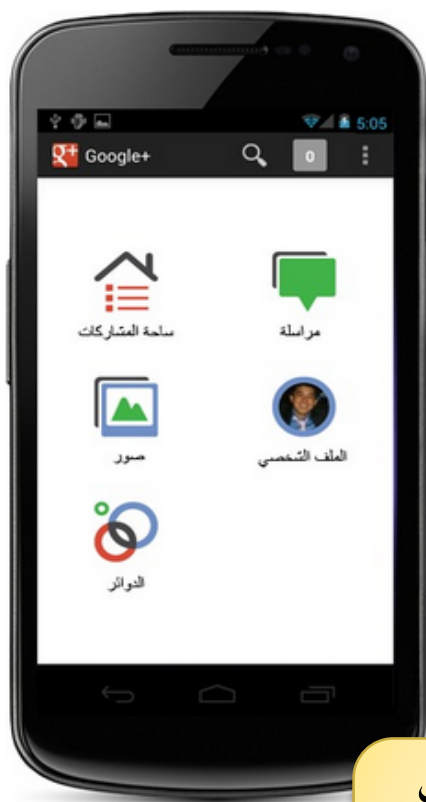 5:05
g+ Google+ 0
ساحة المشاركات
مراسلة
صور
الملف الشخصي
الدوائر